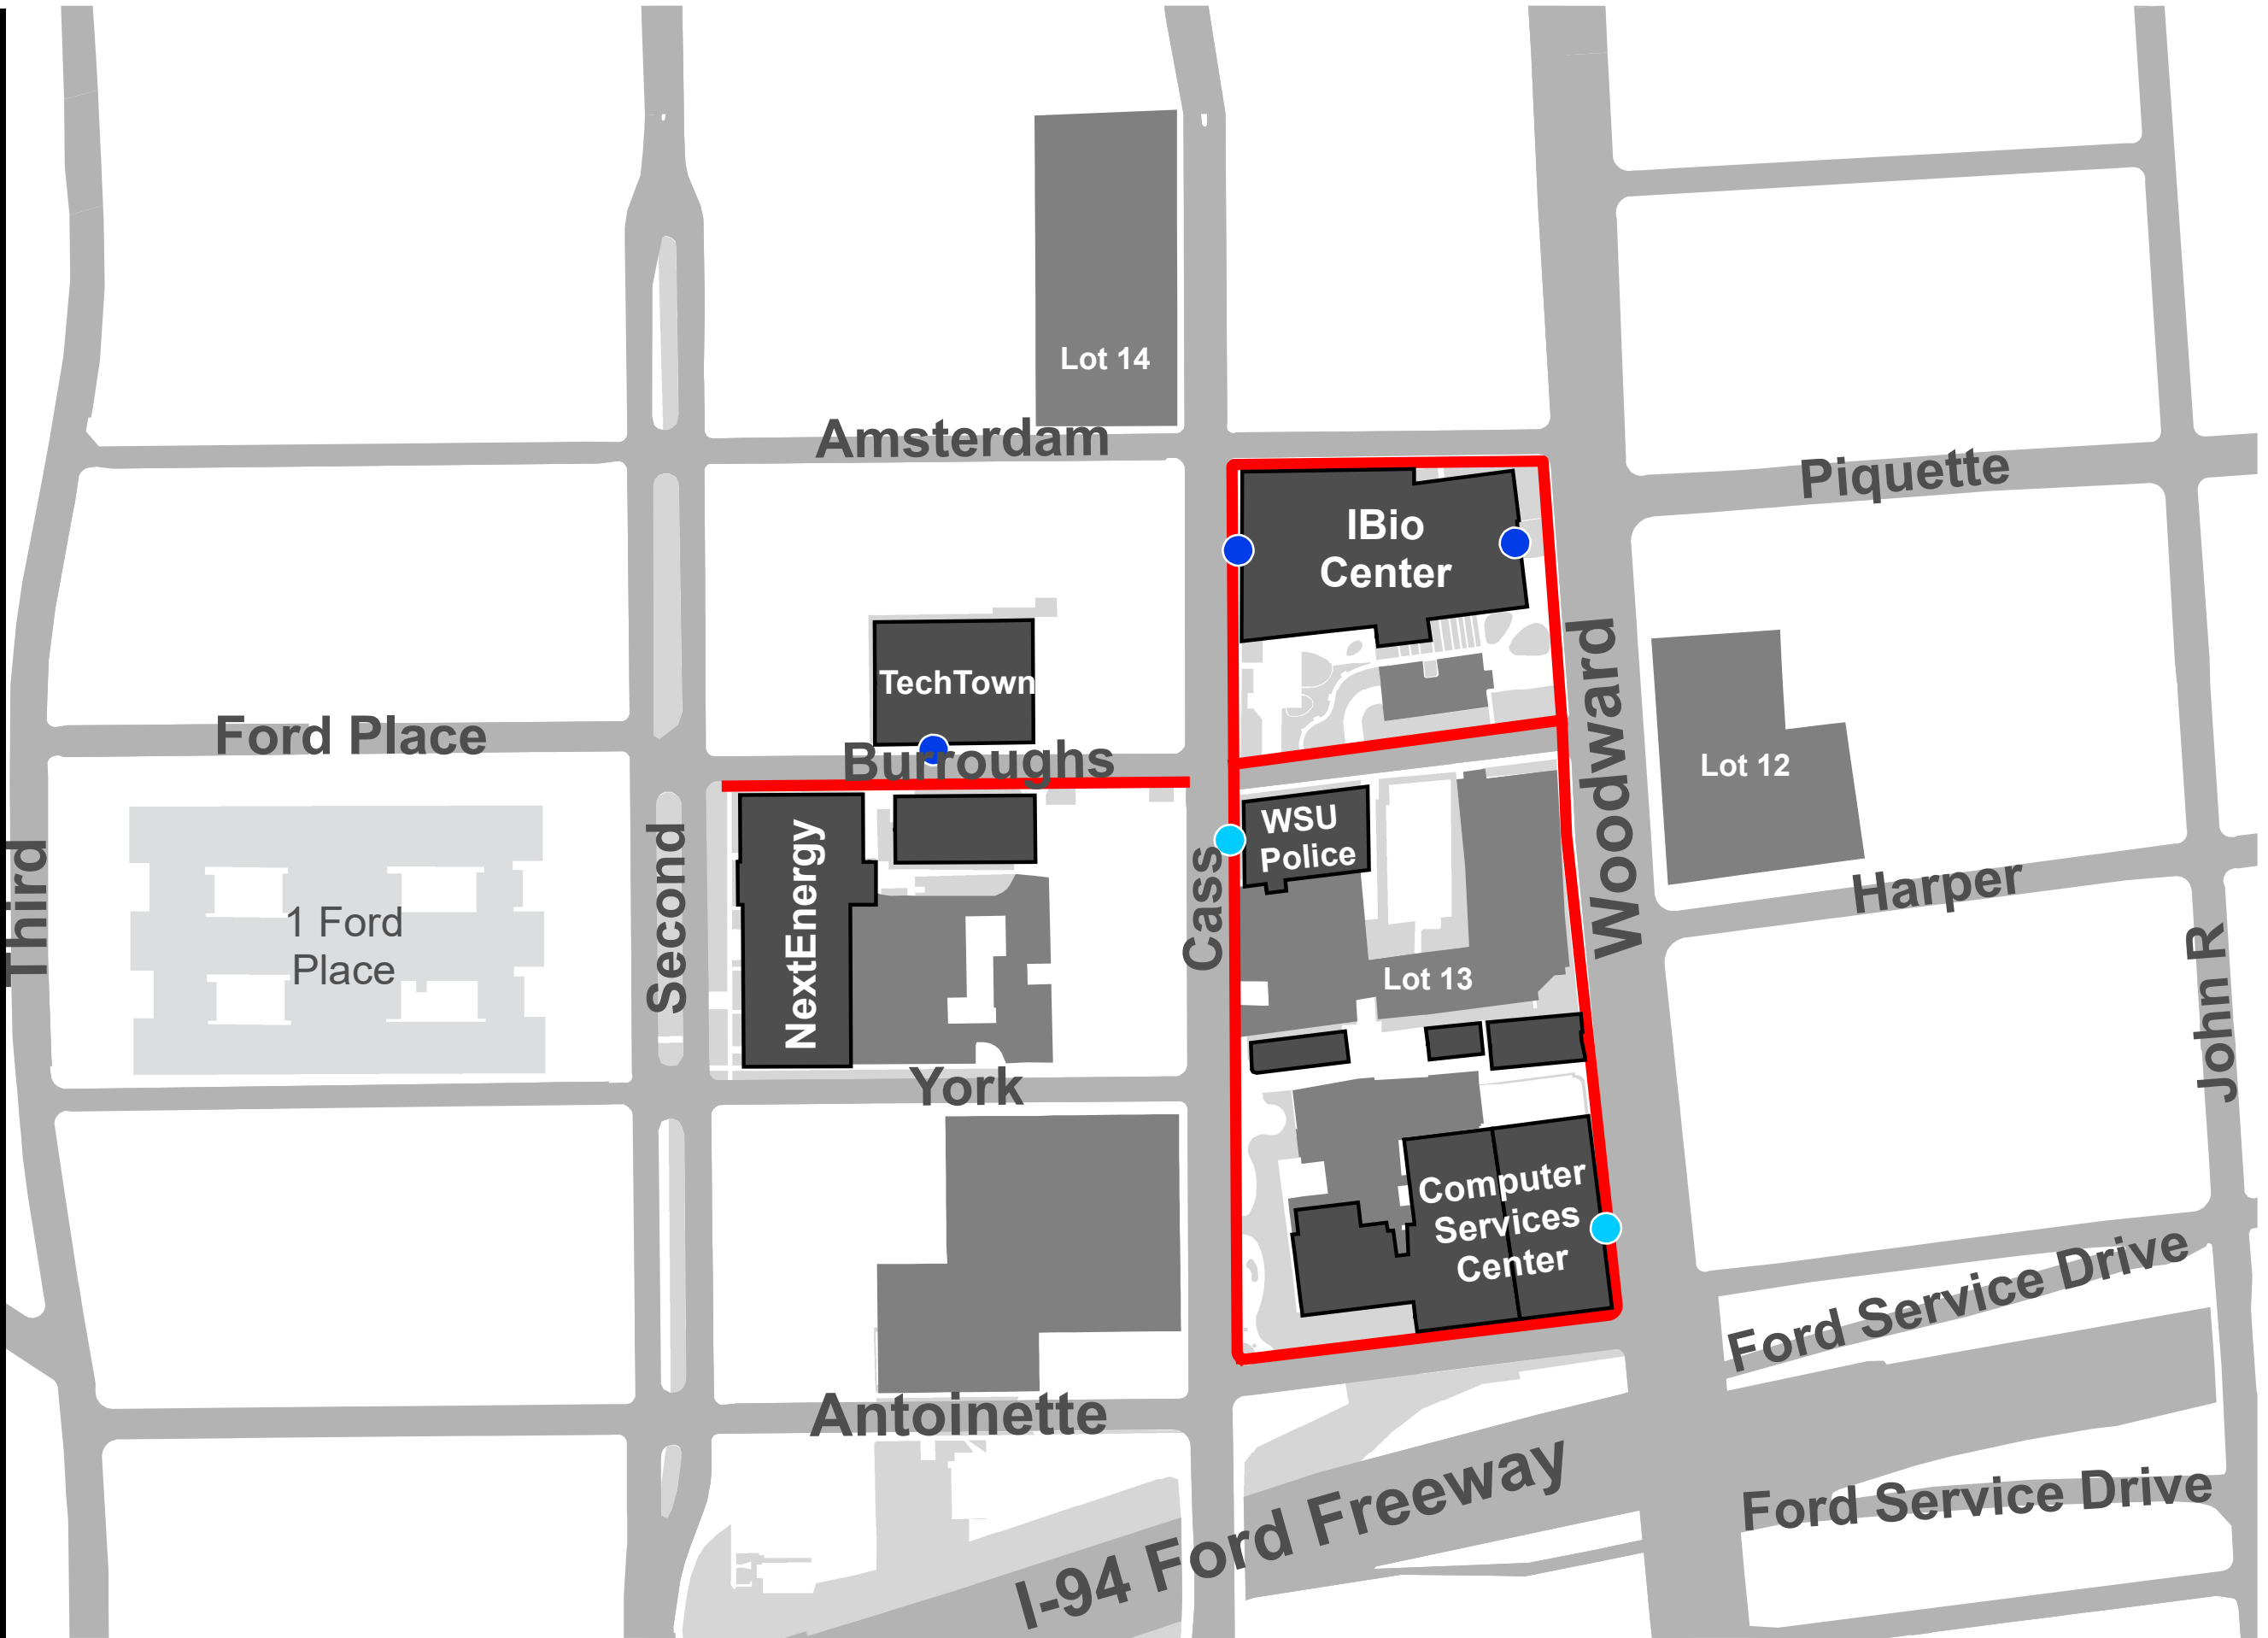 Lot 14
Amsterdam
Piquette
IBio
Center
TechTown
Woodward
Ford Place
Burroughs
Lot 12
WSU
Police
NextEnergy
Third
Second
Cass
Harper
1 Ford
Place
Lot 13
John R
York
Computer
Services
Center
Ford Service Drive
Antoinette
I-94 Ford Freeway
Ford Service Drive